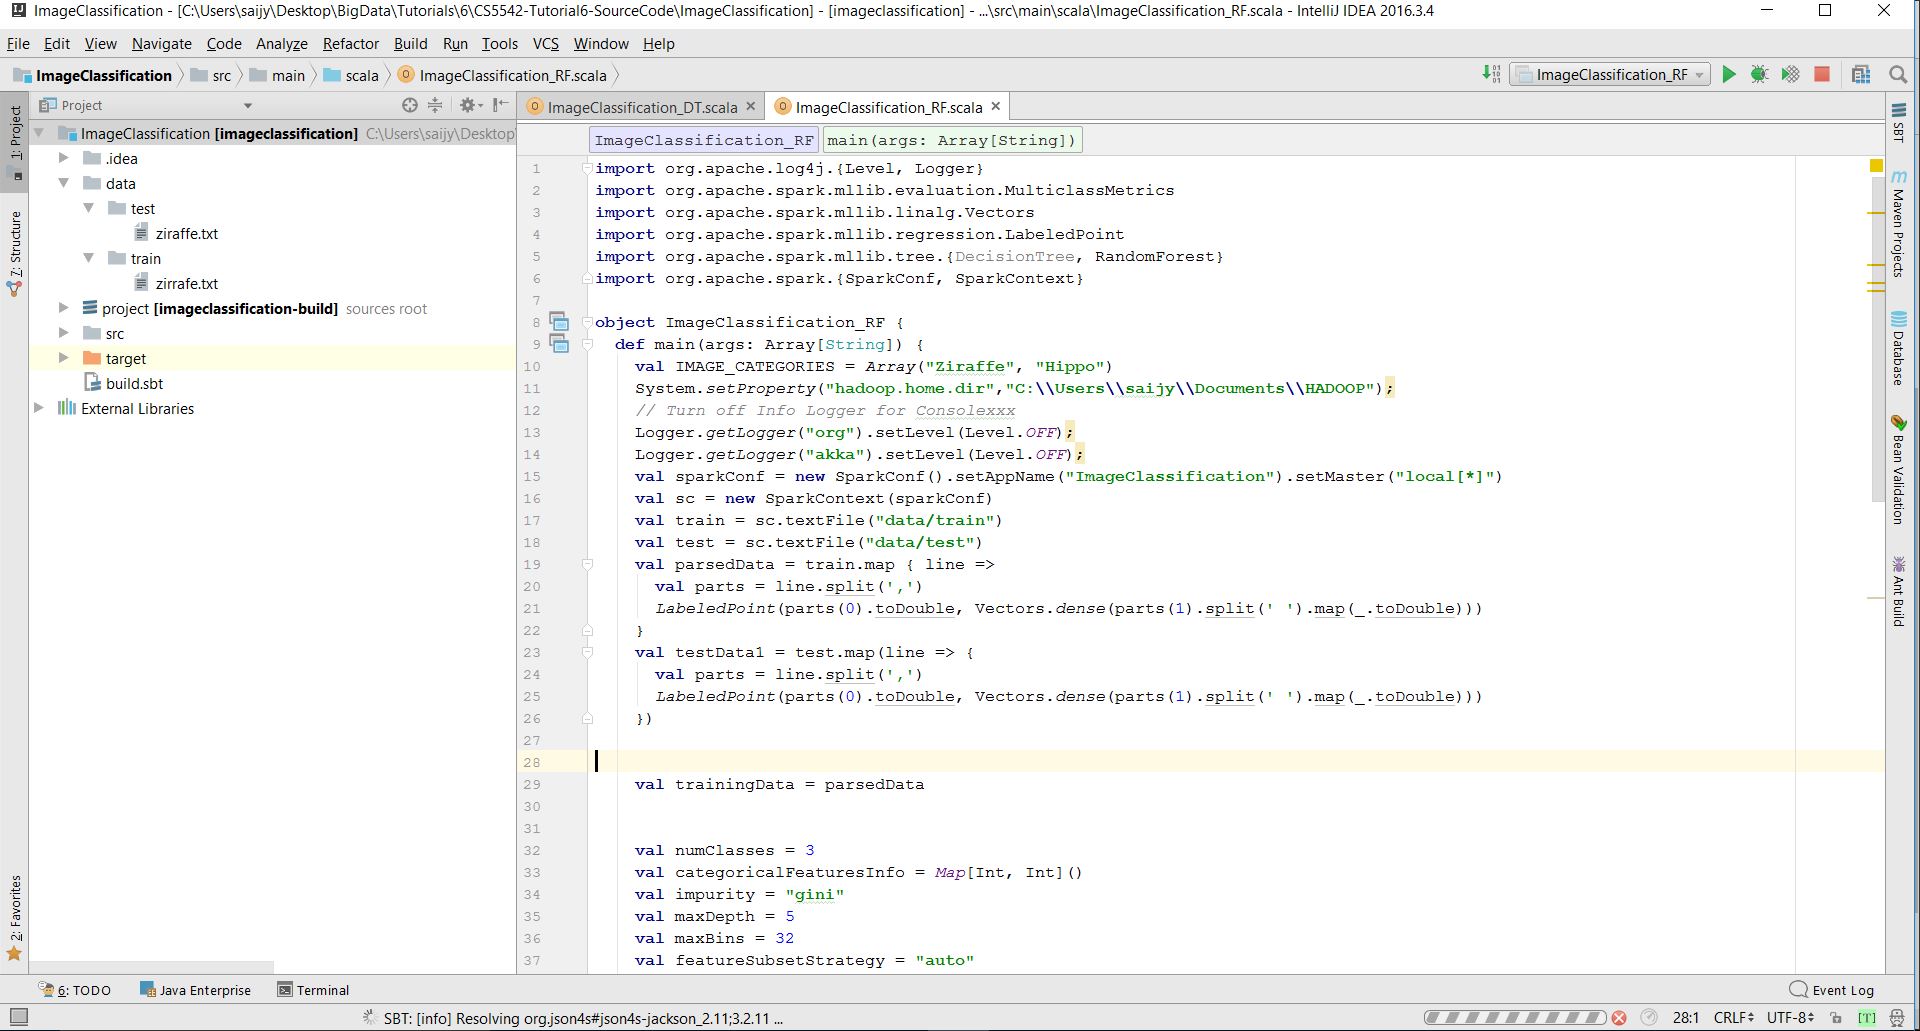 ImageClassification - [C:\Users\saijy\Desktop\BigData\Tutorials\6\CS5542-Tutorial6-SourceCode\ImageClassification] - [imageclassification] - ...\src\main\scala\ImageClassification_RF.scala - IntelliJ IDEA 2016.3.4
File Edit View Navigate Code Analyze Refactor Build Run Tools VCS Window Help
ImageClassification src main scala ImageClassification_RF.scala
ImageClassification_RF
Project
ImageClassification [imageclassification] C:\Users\saijy\Desktop
.idea
data
test
ziraffe.txt
train
zirrafe.txt
project [imageclassification-build] sources root
src
target
build.sbt
External Libraries
1: Project
7: Structure
2: Favorites
ImageClassification_DT.scala
ImageClassification_RF.scala
ImageClassification_RF main(args: Array[String])
1 import org.apache.log4j.{Level, Logger}
2 import org.apache.spark.mllib.evaluation.MulticlassMetrics
3 import org.apache.spark.mllib.linalg.Vectors
4 import org.apache.spark.mllib.regression.LabeledPoint
5 import org.apache.spark.mllib.tree.{DecisionTree, RandomForest}
6 import org.apache.spark.{SparkConf, SparkContext}
7
8 object ImageClassification_RF {
9 def main(args: Array[String]) {
10 val IMAGE_CATEGORIES = Array("Ziraffe", "Hippo")
11 System.setProperty("hadoop.home.dir","C:\\Users\\saijy\\Documents\\HADOOP");
12 // Turn off Info Logger for Consolexxx
13 Logger.getLogger("org").setLevel(Level.OFF);
14 Logger.getLogger("akka").setLevel(Level.OFF);
15 val sparkConf = new SparkConf().setAppName("ImageClassification").setMaster("local[*]")
16 val sc = new SparkContext(sparkConf)
17 val train = sc.textFile("data/train")
18 val test = sc.textFile("data/test")
19 val parsedData = train.map { line =>
20 val parts = line.split(',')
21 LabeledPoint(parts(0).toDouble, Vectors.dense(parts(1).split(' ').map(_.toDouble)))
22 }
23 val testData1 = test.map(line => {
24 val parts = line.split(',')
25 LabeledPoint(parts(0).toDouble, Vectors.dense(parts(1).split(' ').map(_.toDouble)))
26 })
27
28
29 val trainingData = parsedData
30
31
32 val numClasses = 3
33 val categoricalFeaturesInfo = Map[Int, Int]()
34 val impurity = "gini"
35 val maxDepth = 5
36 val maxBins = 32
37 val featureSubsetStrategy = "auto"
SBT
Maven Projects
Database
Bean Validation
Ant Build
6: TODO Java Enterprise Terminal Event Log
SBT: [info] Resolving org.json4s#json4s-jackson_2.11;3.2.11 ... 28:1 CRLF UTF-8 [T]